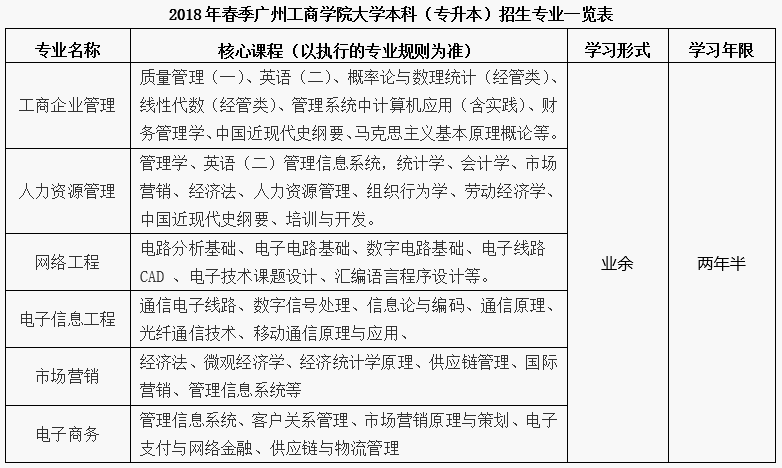 2018年春季广州工商学院大学本科（专升本）招生专业一览表
专业名称 核心课程（以执行的专业规则为准） 学习形式 学习年限
工商企业管理
质量管理（一）、英语（二）、概率论与数理统计（经管类）、
线性代数（经管类）、管理系统中计算机应用（含实践）、财
务管理学、中国近现代史纲要、马克思主义基本原理概论等。
人力资源管理
管理学、英语（二）管理信息系统，统计学、会计学、市场
营销、经济法、人力资源管理、组织行为学、劳动经济学、
中国近现代史纲要、培训与开发。
网络工程
电路分析基础、电子电路基础、数字电路基础、电子线路
CAD 、电子技术课题设计、汇编语言程序设计等。
业余
两年半
电子信息工程
通信电子线路、数字信号处理、信息论与编码、通信原理、
光纤通信技术、移动通信原理与应用、
市场营销
经济法、微观经济学、经济统计学原理、供应链管理、国际
营销、管理信息系统等
电子商务
管理信息系统、客户关系管理、市场营销原理与策划、电子
支付与网络金融、供应链与物流管理